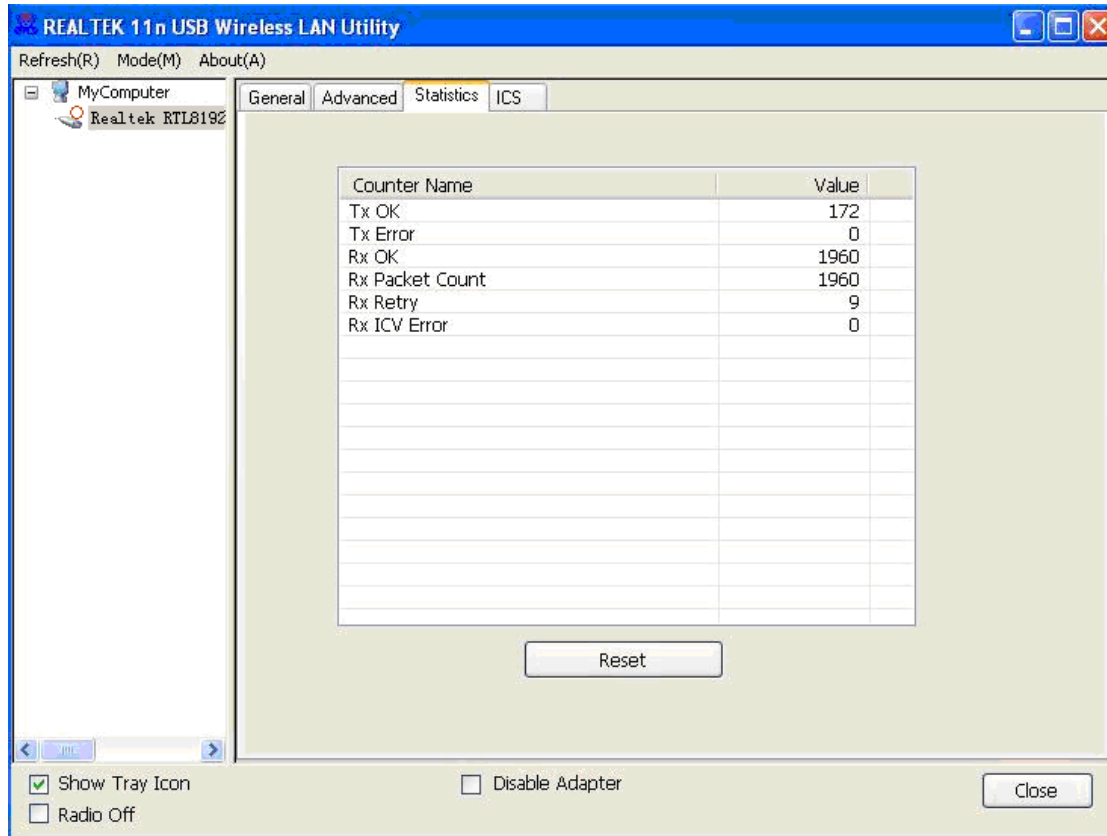 REALTEK 11n USB Wireless LAN Utility
Refresh(R) Mode(M) About(A)
MyComputer
Realtek RTL8192
General Advanced Statistics ICS
Counter Name Value
Tx OK 172
Tx Error 0
Rx OK 1960
Rx Packet Count 1960
Rx Retry 9
Rx ICV Error 0
Reset
Show Tray Icon Disable Adapter Close
Radio Off